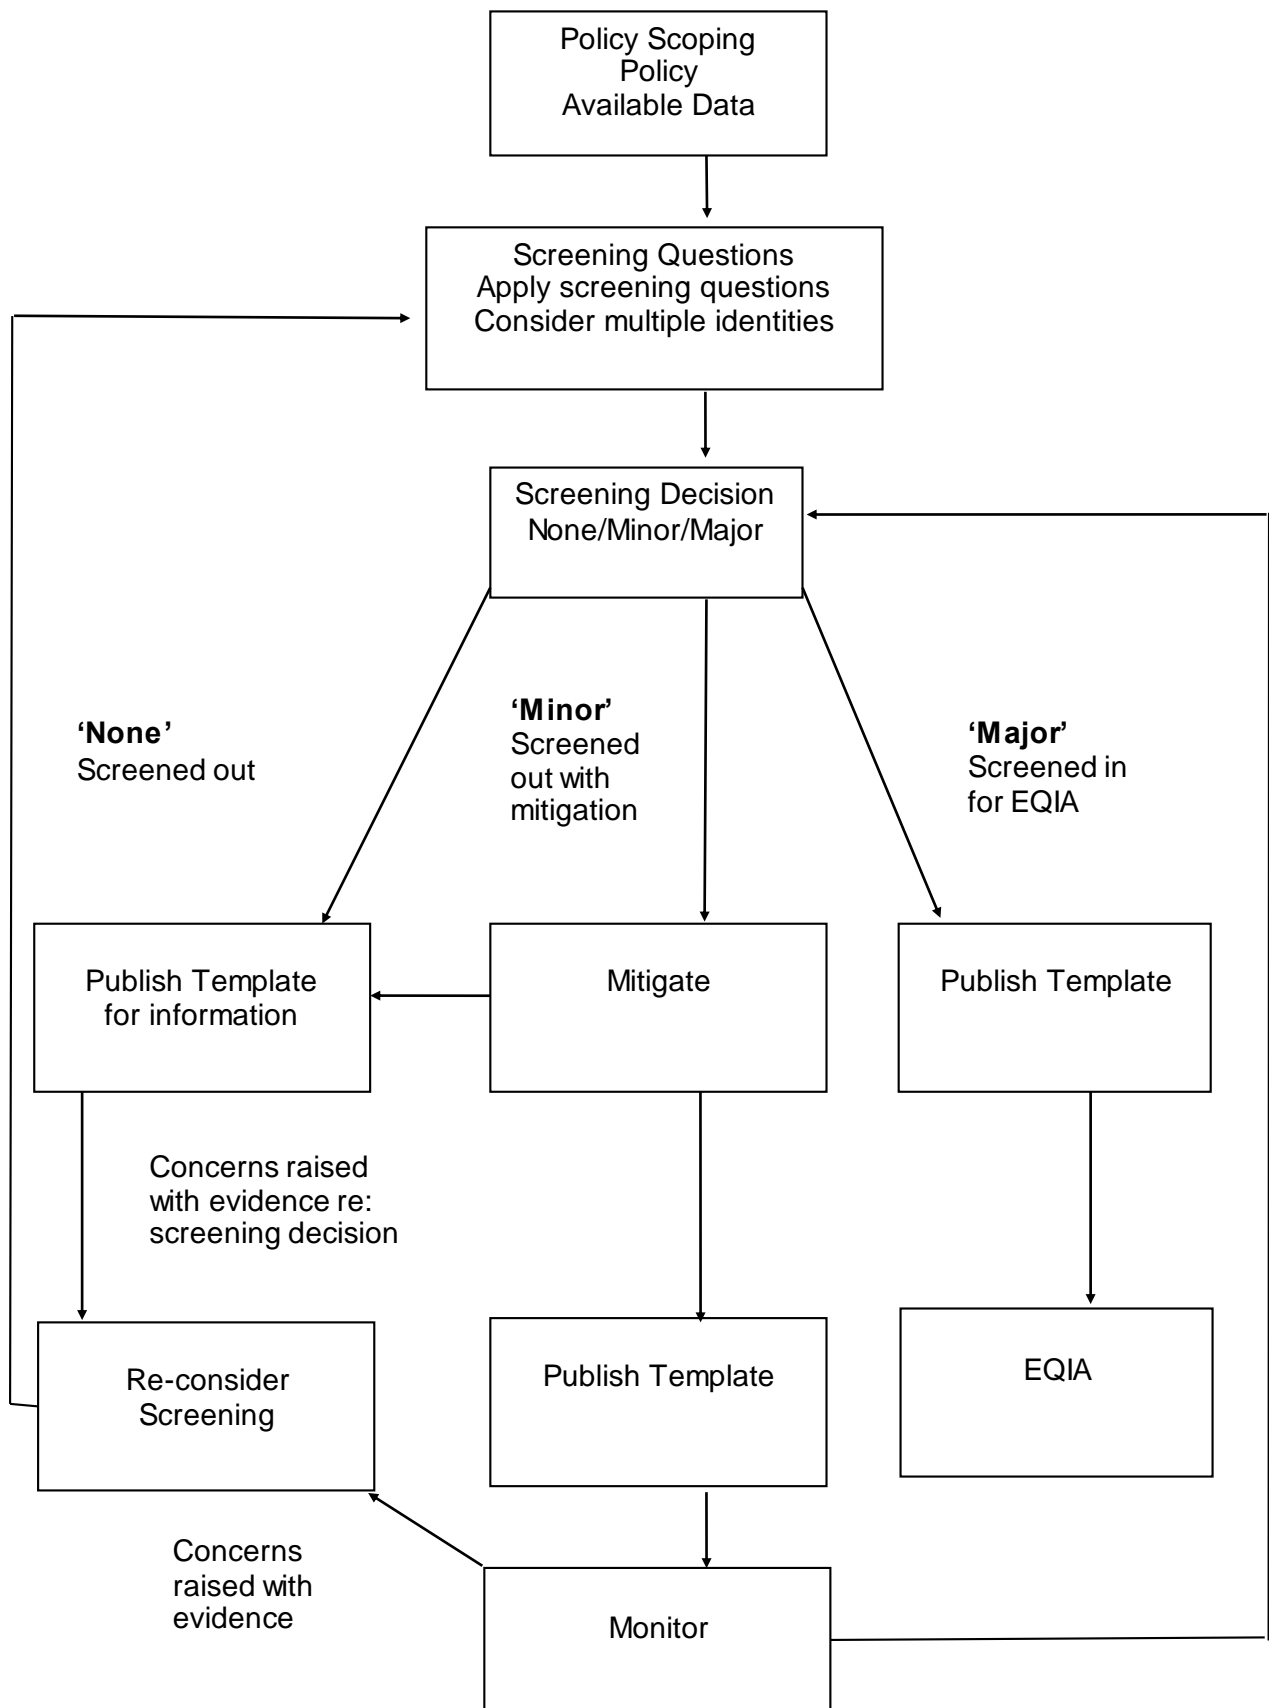 Policy Scoping
Policy
Available Data
Screening Questions
Apply screening questions
Consider multiple identities
Screening Decision
None/Minor/Major
‘None’
Screened out
‘Minor’
Screened
out with
mitigation
‘Major’
Screened in
for EQIA
Publish Template
for information
Mitigate
Publish Template
Concerns raised
with evidence re:
screening decision
Re-consider
Screening
Publish Template
EQIA
Concerns
raised with
evidence
Monitor